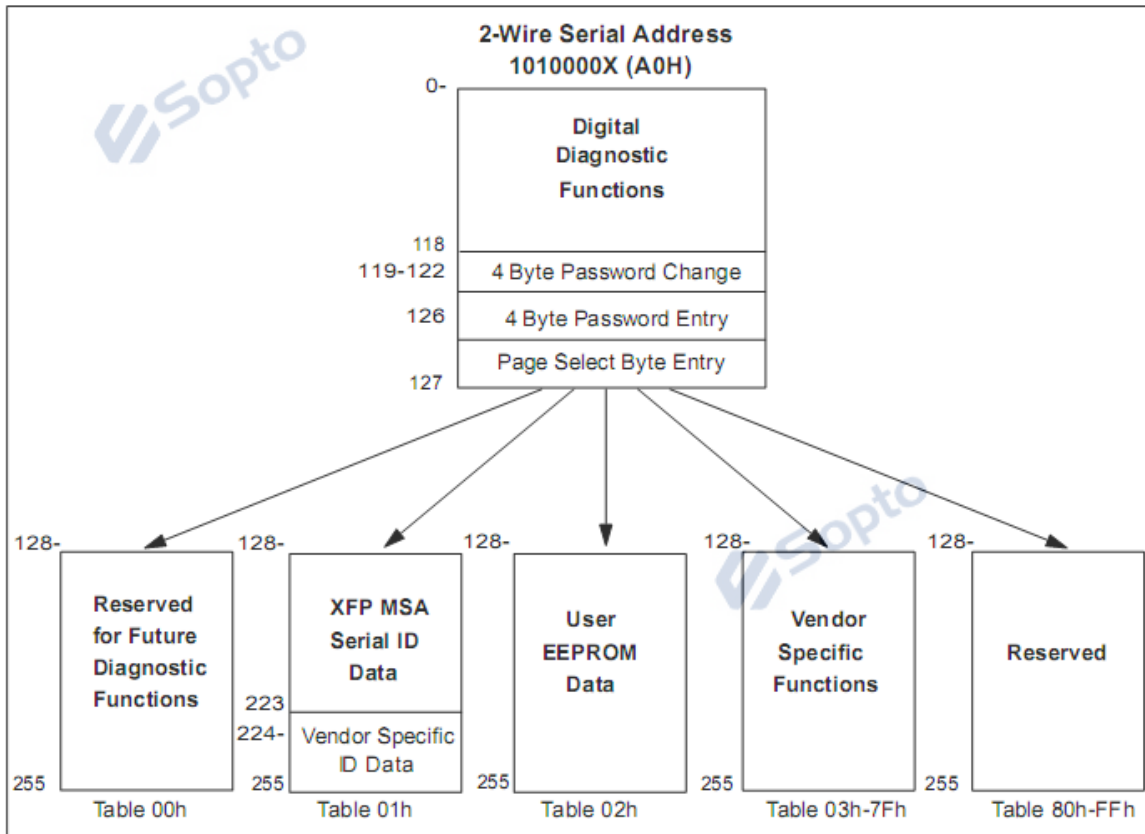 Sopto
2-Wire Serial Address
1010000X (A0H)
0-
Digital
Diagnostic
Functions
118
119-122
4 Byte Password Change
126
4 Byte Password Entry
Page Select Byte Entry
127
Sopto
128-
Reserved
for Future
Diagnostic
Functions
255
Table 00h
128-
XFP MSA
Serial ID
Data
223
224-
Vendor Specific
ID Data
255
Table 01h
128-
User
EEPROM
Data
255
Table 02h
128-
Vendor
Specific
Functions
255
Table 03h-7Fh
128-
Reserved
255
Table 80h-FFh